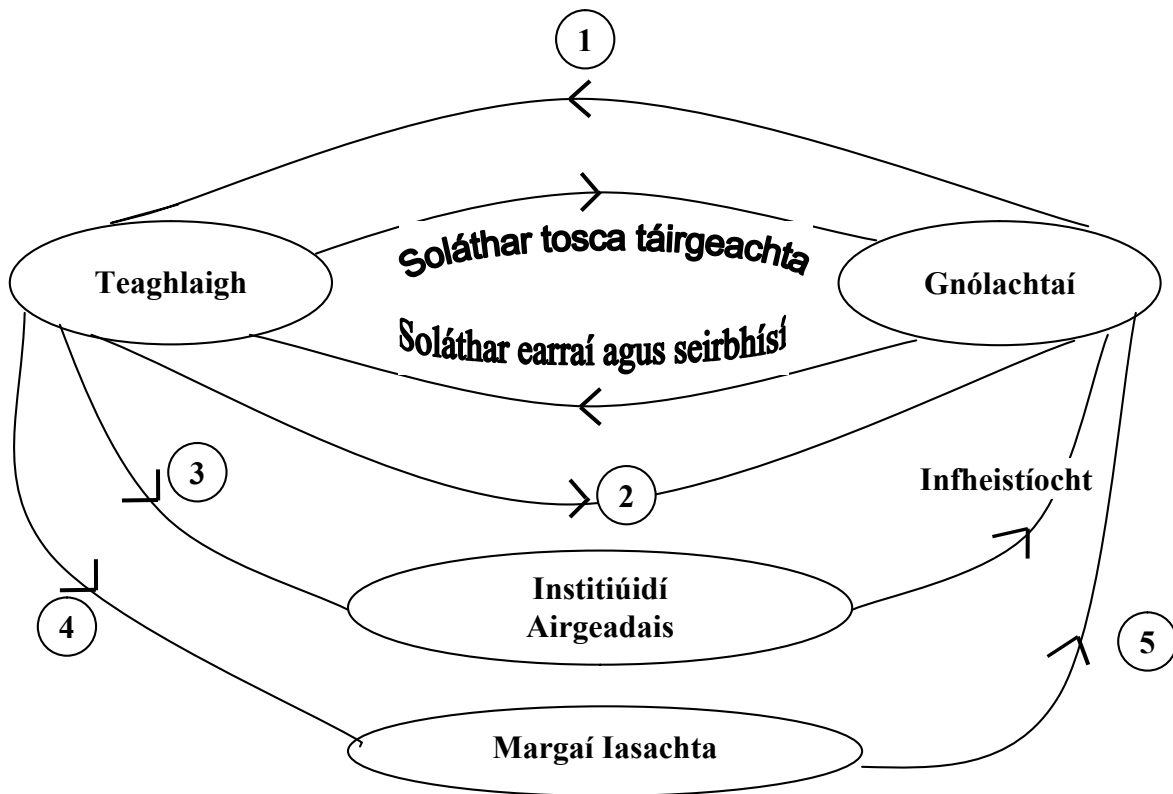 1
Soláthar tosca táirgeachta
Teaghlaigh
Gnólachtaí
Soláthar earraí agus seirbhísí
3
2
Infheistíocht
Institiúidí
Airgeadais
4
5
Margaí Iasachta